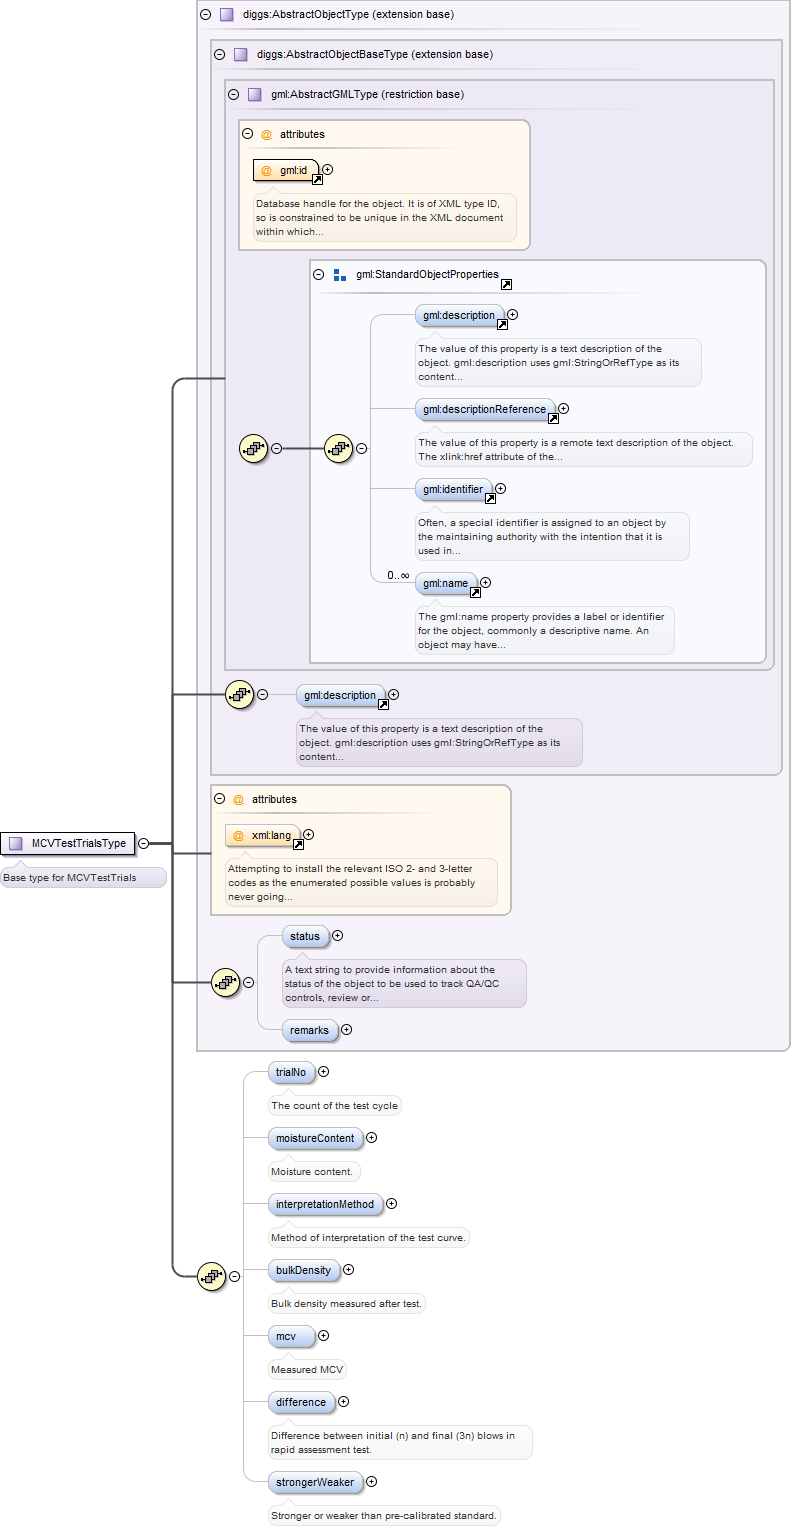 diggs:AbstractObjectType (extension base)
diggs:AbstractObjectBaseType (extension base)
gml:AbstractGMLType (restriction base)
@ attributes
@ gml:id
Database handle for the object. It is of XML type ID,
so is constrained to be unique in the XML document
within which...
gml:StandardObjectProperties
gml:description
The value of this property is a text description of the
object. gml:description uses gml:StringOrRefType as its
content...
gml:descriptionReference
The value of this property is a remote text description of the object.
The xlink:href attribute of the...
gml:identifier
Often, a special identifier is assigned to an object by
the maintaining authority with the intention that it is
used in...
0..∞
gml:name
The gml:name property provides a label or identifier
for the object, commonly a descriptive name. An
object may have...
gml:description
The value of this property is a text description of the
object. gml:description uses gml:StringOrRefType as its
content...
@ attributes
@ xml:lang
Attempting to install the relevant ISO 2- and 3-letter
codes as the enumerated possible values is probably
never going...
MCVTestTrialsType
Base type for MCVTestTrials
status
A text string to provide information about the
status of the object to be used to track QA/QC
controls, review or...
remarks
trialNo
The count of the test cycle
moistureContent
Moisture content.
interpretationMethod
Method of interpretation of the test curve.
bulkDensity
Bulk density measured after test.
mcv
Measured MCV
difference
Difference between initial (n) and final (3n) blows in
rapid assessment test.
strongerWeaker
Stronger or weaker than pre-calibrated standard.